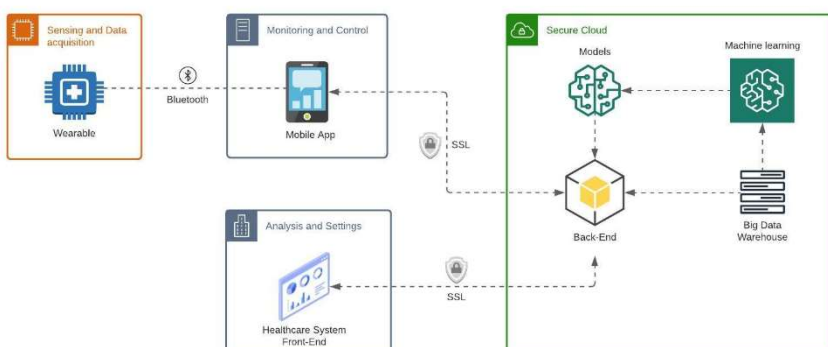 Sensing and Data
acquisition
Wearable
Bluetooth
Monitoring and Control
Mobile App
SSL
Secure Cloud
Models
Machine learning
Back-End
Big Data
Warehouse
Analysis and Settings
Healthcare System
Front-End
SSL